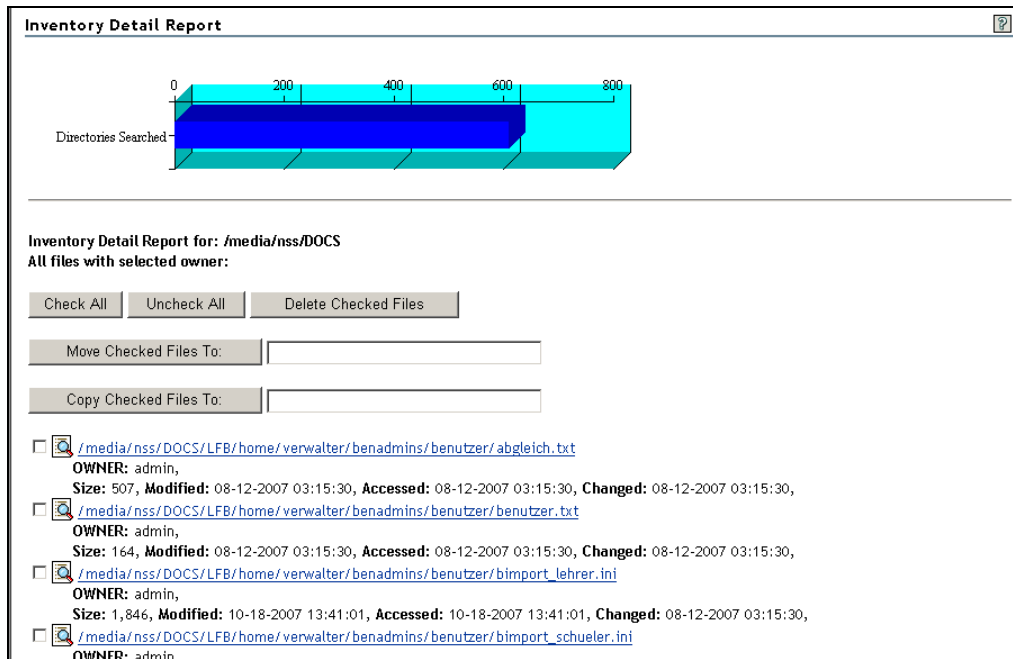 Inventory Detail Report
0 200 400 600 800
Directories Searched
Inventory Detail Report for: /media/nss/DOCS
All files with selected owner:
Check All Uncheck All Delete Checked Files
Move Checked Files To:
Copy Checked Files To:
/media/nss/DOCS/LFB/home/verwalter/benadmins/benutzer/abgleich.txt
OWNER: admin,
Size: 507, Modified: 08-12-2007 03:15:30, Accessed: 08-12-2007 03:15:30, Changed: 08-12-2007 03:15:30,
/media/nss/DOCS/LFB/home/verwalter/benadmins/benutzer/benutzer.txt
OWNER: admin,
Size: 164, Modified: 08-12-2007 03:15:30, Accessed: 08-12-2007 03:15:30, Changed: 08-12-2007 03:15:30,
/media/nss/DOCS/LFB/home/verwalter/benadmins/benutzer/bimport_lehrer.ini
OWNER: admin,
Size: 1,846, Modified: 10-18-2007 13:41:01, Accessed: 10-18-2007 13:41:01, Changed: 08-12-2007 03:15:30,
/media/nss/DOCS/LFB/home/verwalter/benadmins/benutzer/bimport_schueler.ini
OWNER: admin